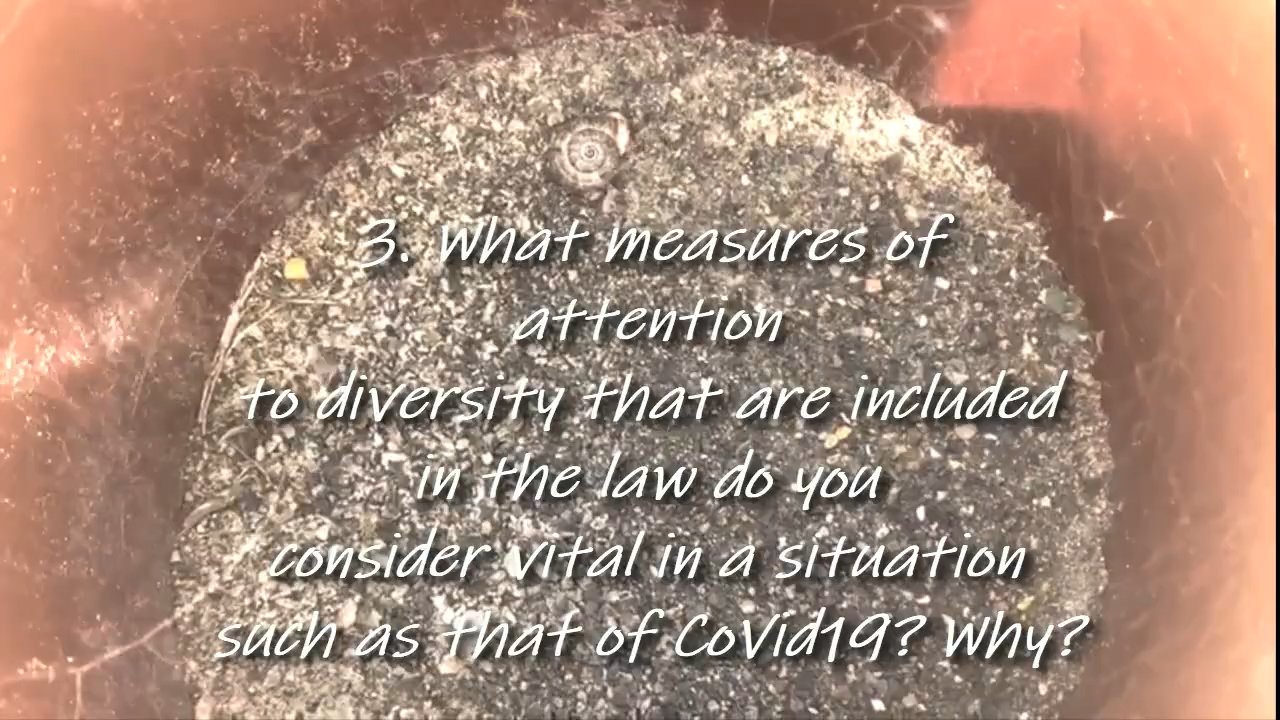 3. What measures of
attention
to diversity that are included
in the law do you
consider vital in a situation
such as that of CoVid19? Why?